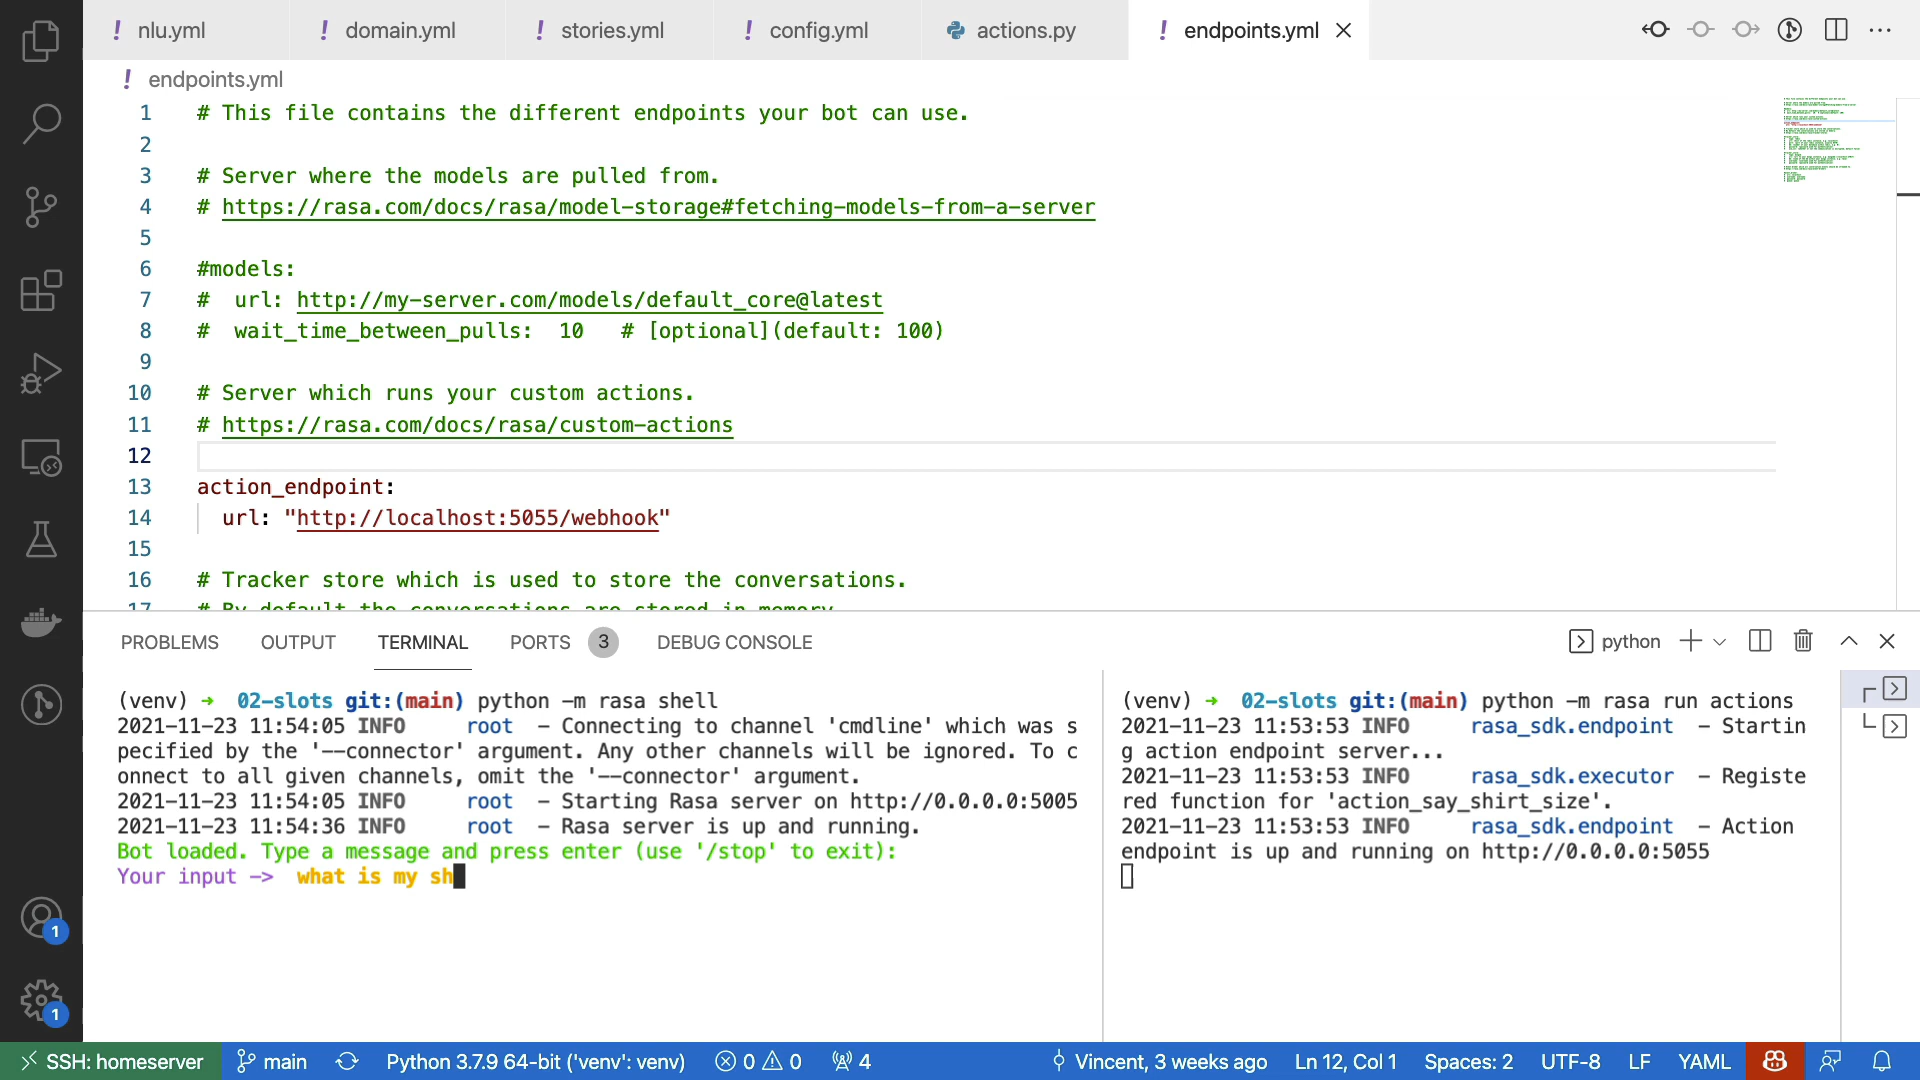 ! nlu.yml
! domain.yml
! stories.yml
! config.yml
actions.py
! endpoints.yml
! endpoints.yml
1 # This file contains the different endpoints your bot can use.
2
3 # Server where the models are pulled from.
4 # https://rasa.com/docs/rasa/model-storage#fetching-models-from-a-server
5
6 #models:
7 #  url: http://my-server.com/models/default_core@latest
8 #  wait_time_between_pulls:  10   # [optional](default: 100)
9
10 # Server which runs your custom actions.
11 # https://rasa.com/docs/rasa/custom-actions
12
13 action_endpoint:
14   url: "http://localhost:5055/webhook"
15
16 # Tracker store which is used to store the conversations.
17 # By default the conversations are stored in memory.
PROBLEMS OUTPUT TERMINAL PORTS 3 DEBUG CONSOLE
python
(venv) ➜  02-slots git:(main) python -m rasa shell
2021-11-23 11:54:05 INFO     root  - Connecting to channel 'cmdline' which was s
pecified by the '--connector' argument. Any other channels will be ignored. To c
onnect to all given channels, omit the '--connector' argument.
2021-11-23 11:54:05 INFO     root  - Starting Rasa server on http://0.0.0.0:5005
2021-11-23 11:54:36 INFO     root  - Rasa server is up and running.
Bot loaded. Type a message and press enter (use '/stop' to exit):
Your input ->  what is my sh
(venv) ➜  02-slots git:(main) python -m rasa run actions
2021-11-23 11:53:53 INFO     rasa_sdk.endpoint  - Startin
g action endpoint server...
2021-11-23 11:53:53 INFO     rasa_sdk.executor  - Registe
red function for 'action_say_shirt_size'.
2021-11-23 11:53:53 INFO     rasa_sdk.endpoint  - Action
endpoint is up and running on http://0.0.0.0:5055
1
1
SSH: homeserver main Python 3.7.9 64-bit ('venv': venv) 0 0 4 Vincent, 3 weeks ago Ln 12, Col 1 Spaces: 2 UTF-8 LF YAML